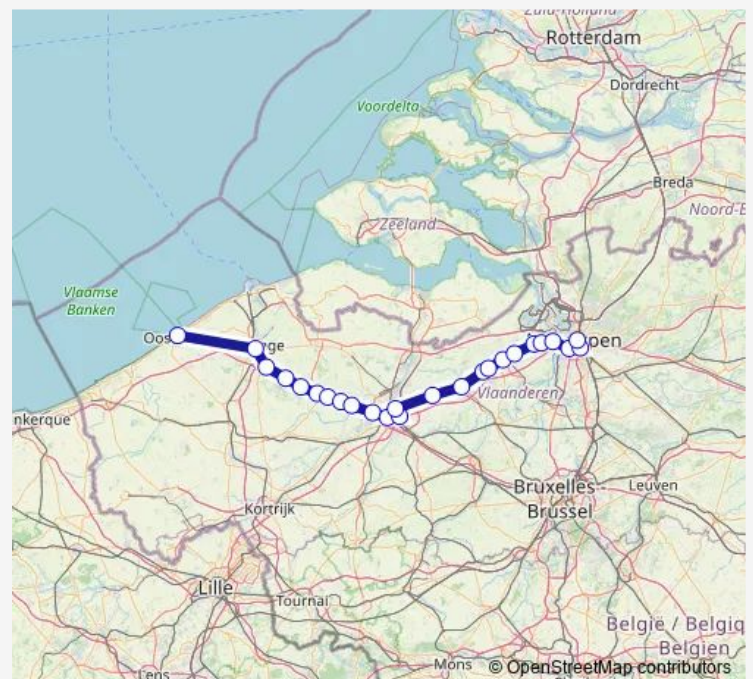 Zuid-Holland
Rotterdam
Dordrecht
Voordelta
Breda
Noord-B
Zeeland
Vlaamse
Banken
Oos
ge
pen
Vlaanderen
nkerque
Bruxelles -
Brussel
Leuven
Kortrijk
Lille
Tournai
België / Belgiq
Belgien
Mons
Lens
© OpenStreetMap contributors